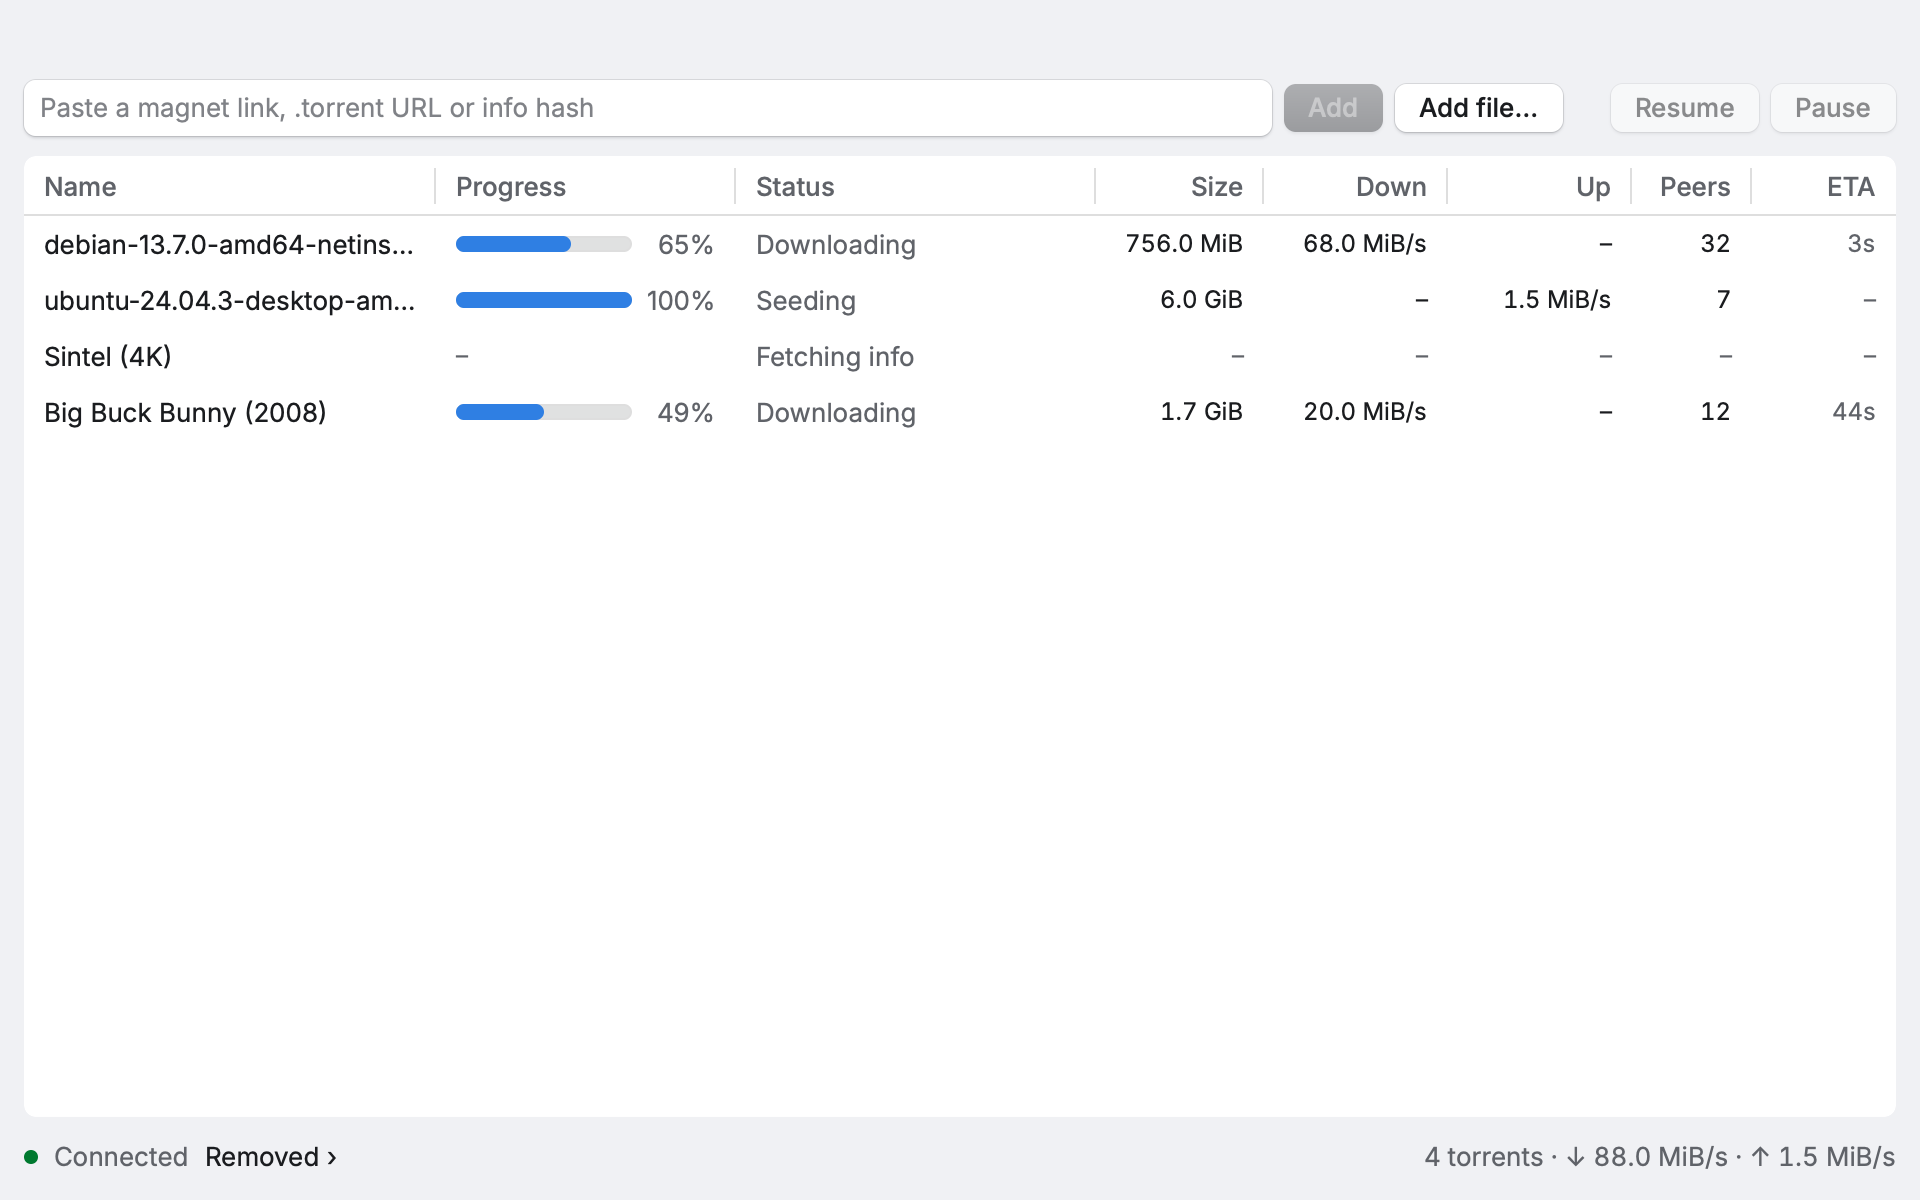 Paste a magnet link, .torrent URL or info hash Add Add file... Resume Pause
Name Progress Status Size Down Up Peers ETA
debian-13.7.0-amd64-netins... 65% Downloading 756.0 MiB 68.0 MiB/s – 32 3s
ubuntu-24.04.3-desktop-am... 100% Seeding 6.0 GiB – 1.5 MiB/s 7 –
Sintel (4K) – Fetching info – – – – –
Big Buck Bunny (2008) 49% Downloading 1.7 GiB 20.0 MiB/s – 12 44s
Connected Removed › 4 torrents · ↓ 88.0 MiB/s · ↑ 1.5 MiB/s